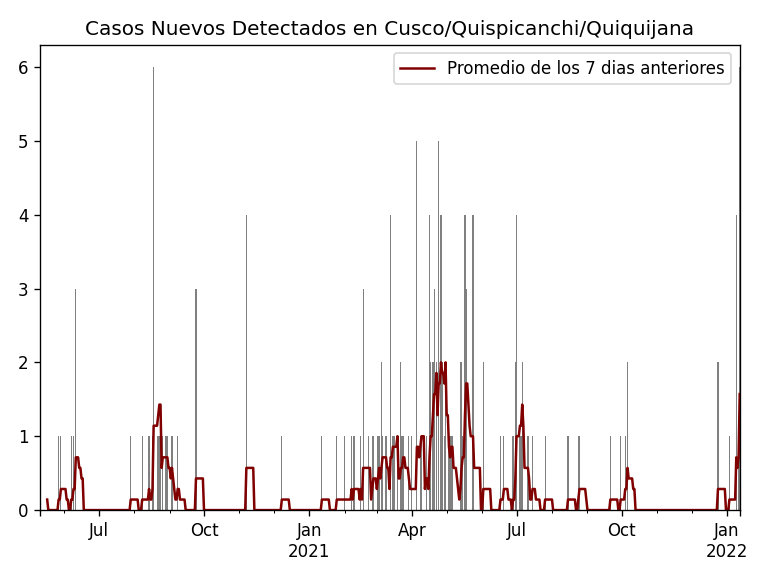 Casos Nuevos Detectados en Cusco/Quispicanchi/Quiquijana
Promedio de los 7 dias anteriores
6
5
4
3
2
1
0
Jul
Oct
Jan
2021
Apr
Jul
Oct
Jan
2022